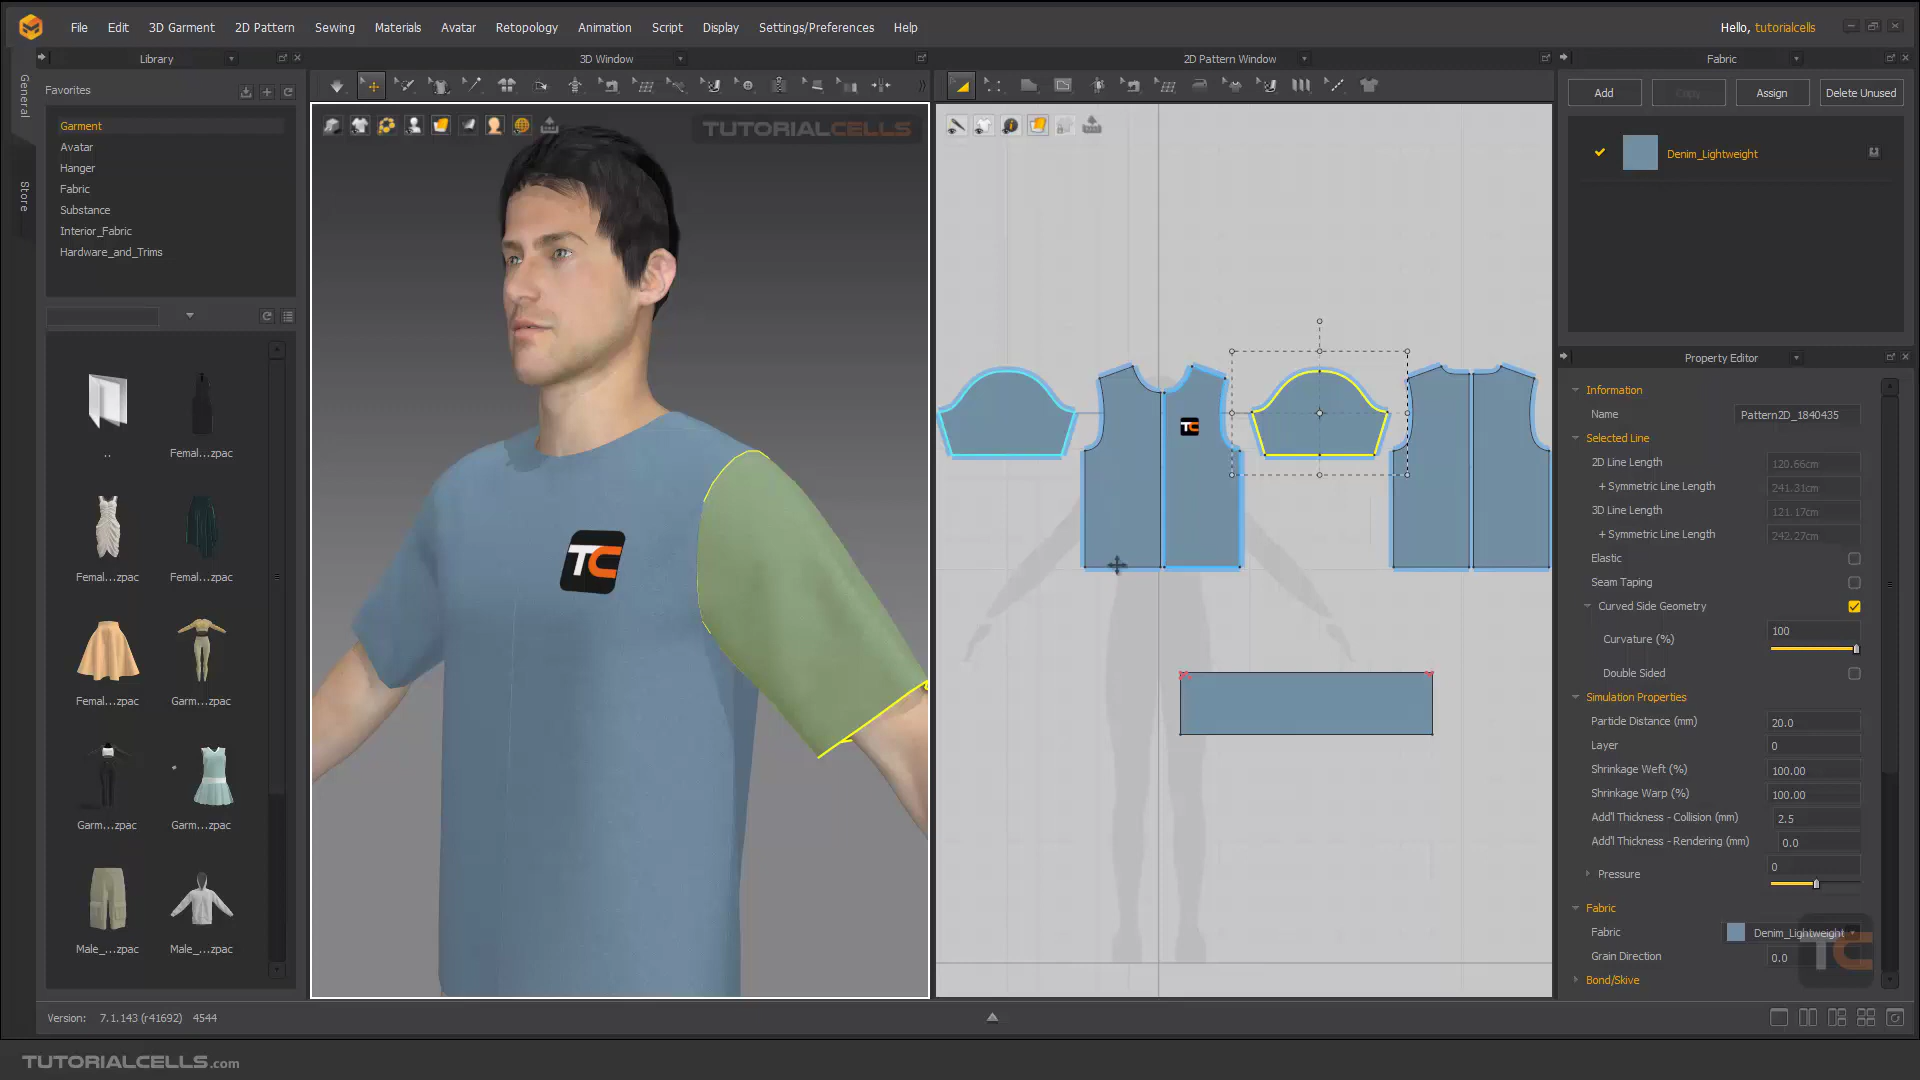 File Edit 3D Garment 2D Pattern Sewing Materials Avatar Retopology Animation Script Display Settings/Preferences Help
Hello, tutorialcells
Library
3D Window
2D Pattern Window
Fabric
General
Store
Favorites
Garment
Avatar
Hanger
Fabric
Substance
Interior_Fabric
Hardware_and_Trims
..
Femal...zpac
Femal...zpac
Femal...zpac
Femal...zpac
Garm...zpac
Garm...zpac
Garm...zpac
Male_...zpac
Male_...zpac
TUTORIALCELLS
TC
TC
Add Copy Assign Delete Unused
Denim_Lightweight
Property Editor
Information
Name Pattern2D_1840435
Selected Line
2D Line Length 120.66cm
+ Symmetric Line Length 241.31cm
3D Line Length 121.17cm
+ Symmetric Line Length 242.27cm
Elastic
Seam Taping
Curved Side Geometry
Curvature (%) 100
Double Sided
Simulation Properties
Particle Distance (mm) 20.0
Layer 0
Shrinkage Weft (%) 100.00
Shrinkage Warp (%) 100.00
Add'l Thickness - Collision (mm) 2.5
Add'l Thickness - Rendering (mm) 0.0
Pressure 0
Fabric
Fabric Denim_Lightweight
Grain Direction 0.0
Bond/Skive
TC
Version: 7.1.143 (r41692) 4544
TUTORIALCELLS.com